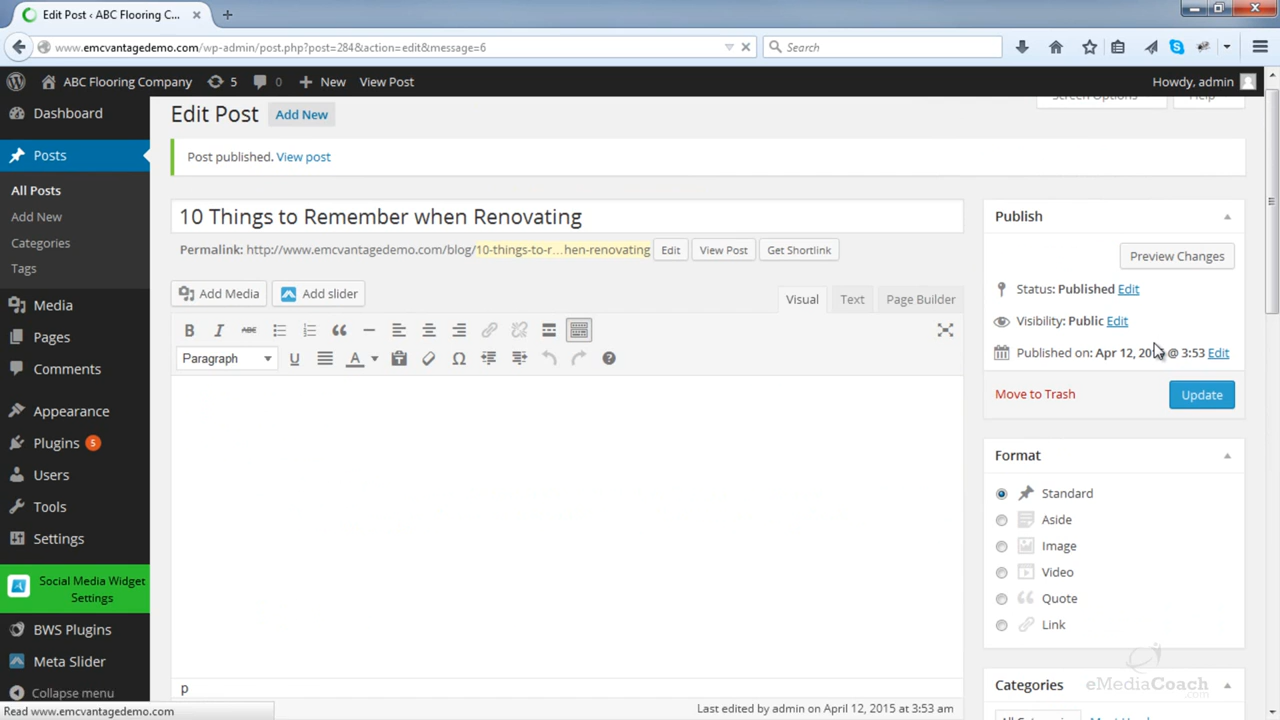 Edit Post ‹ ABC Flooring C...
www.emcvantagedemo.com/wp-admin/post.php?post=284&action=edit&message=6
Search
ABC Flooring Company
5
0
New
View Post
Howdy, admin
Dashboard
Posts
All Posts
Add New
Categories
Tags
Media
Pages
Comments
Appearance
Plugins 5
Users
Tools
Settings
Social Media Widget
Settings
BWS Plugins
Meta Slider
Collapse menu
Read www.emcvantagedemo.com
Edit Post Add New
Screen Options
Help
Post published. View post
10 Things to Remember when Renovating
Permalink: http://www.emcvantagedemo.com/blog/10-things-to-r...hen-renovating Edit View Post Get Shortlink
Add Media Add slider
Visual Text Page Builder
B I ABC
Paragraph U A Ω
p
Last edited by admin on April 12, 2015 at 3:53 am
Publish
Preview Changes
Status: Published Edit
Visibility: Public Edit
Published on: Apr 12, @ 3:53 Edit
Move to Trash Update
Format
Standard
Aside
Image
Video
Quote
Link
Categories
eMediaCoach
.com